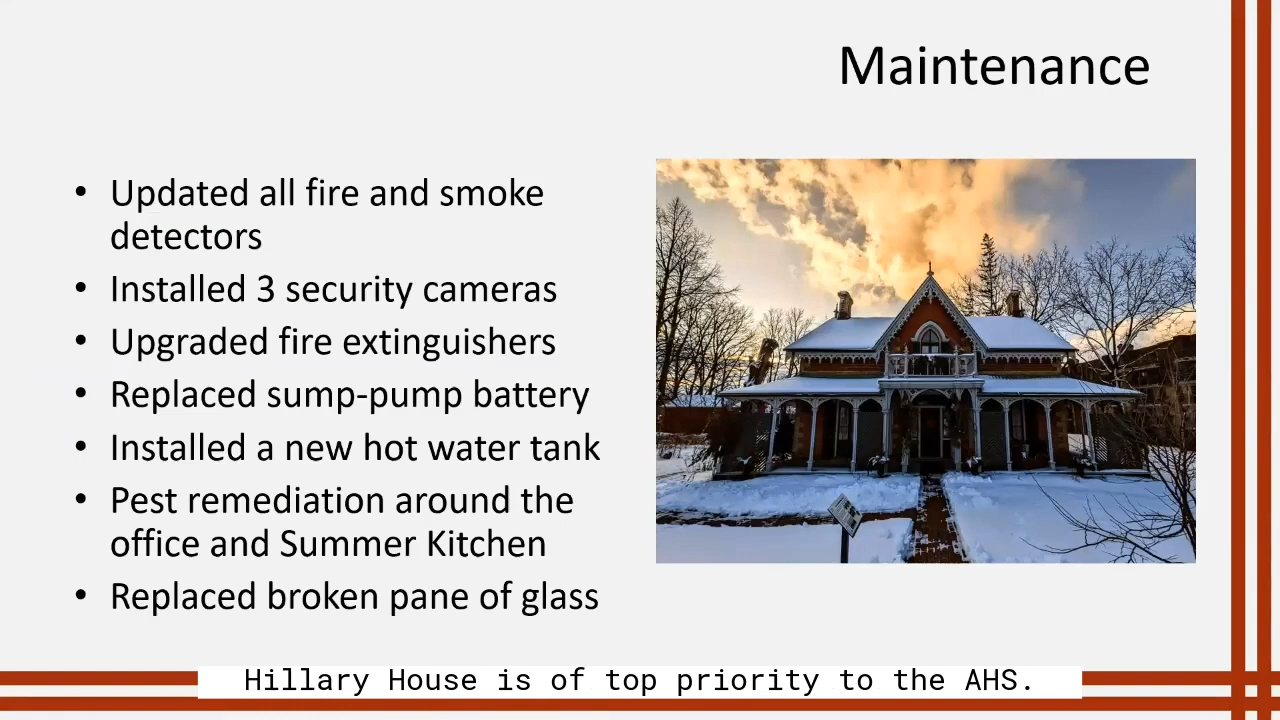 Maintenance
• Updated all fire and smoke
detectors
• Installed 3 security cameras
• Upgraded fire extinguishers
• Replaced sump-pump battery
• Installed a new hot water tank
• Pest remediation around the
office and Summer Kitchen
• Replaced broken pane of glass
Hillary House is of top priority to the AHS.